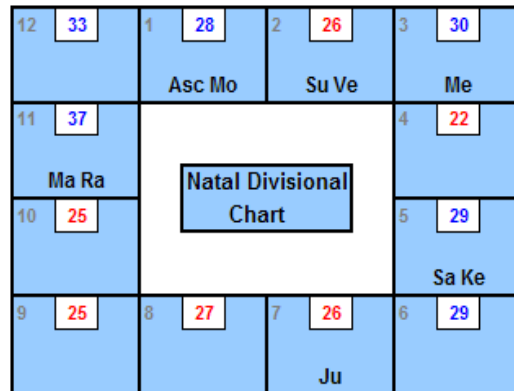 12 33 1 28 2 26 3 30
Asc Mo Su Ve Me
11 37 4 22
Ma Ra Natal Divisional
Chart
10 25 5 29
Sa Ke
9 25 8 27 7 26 6 29
Ju